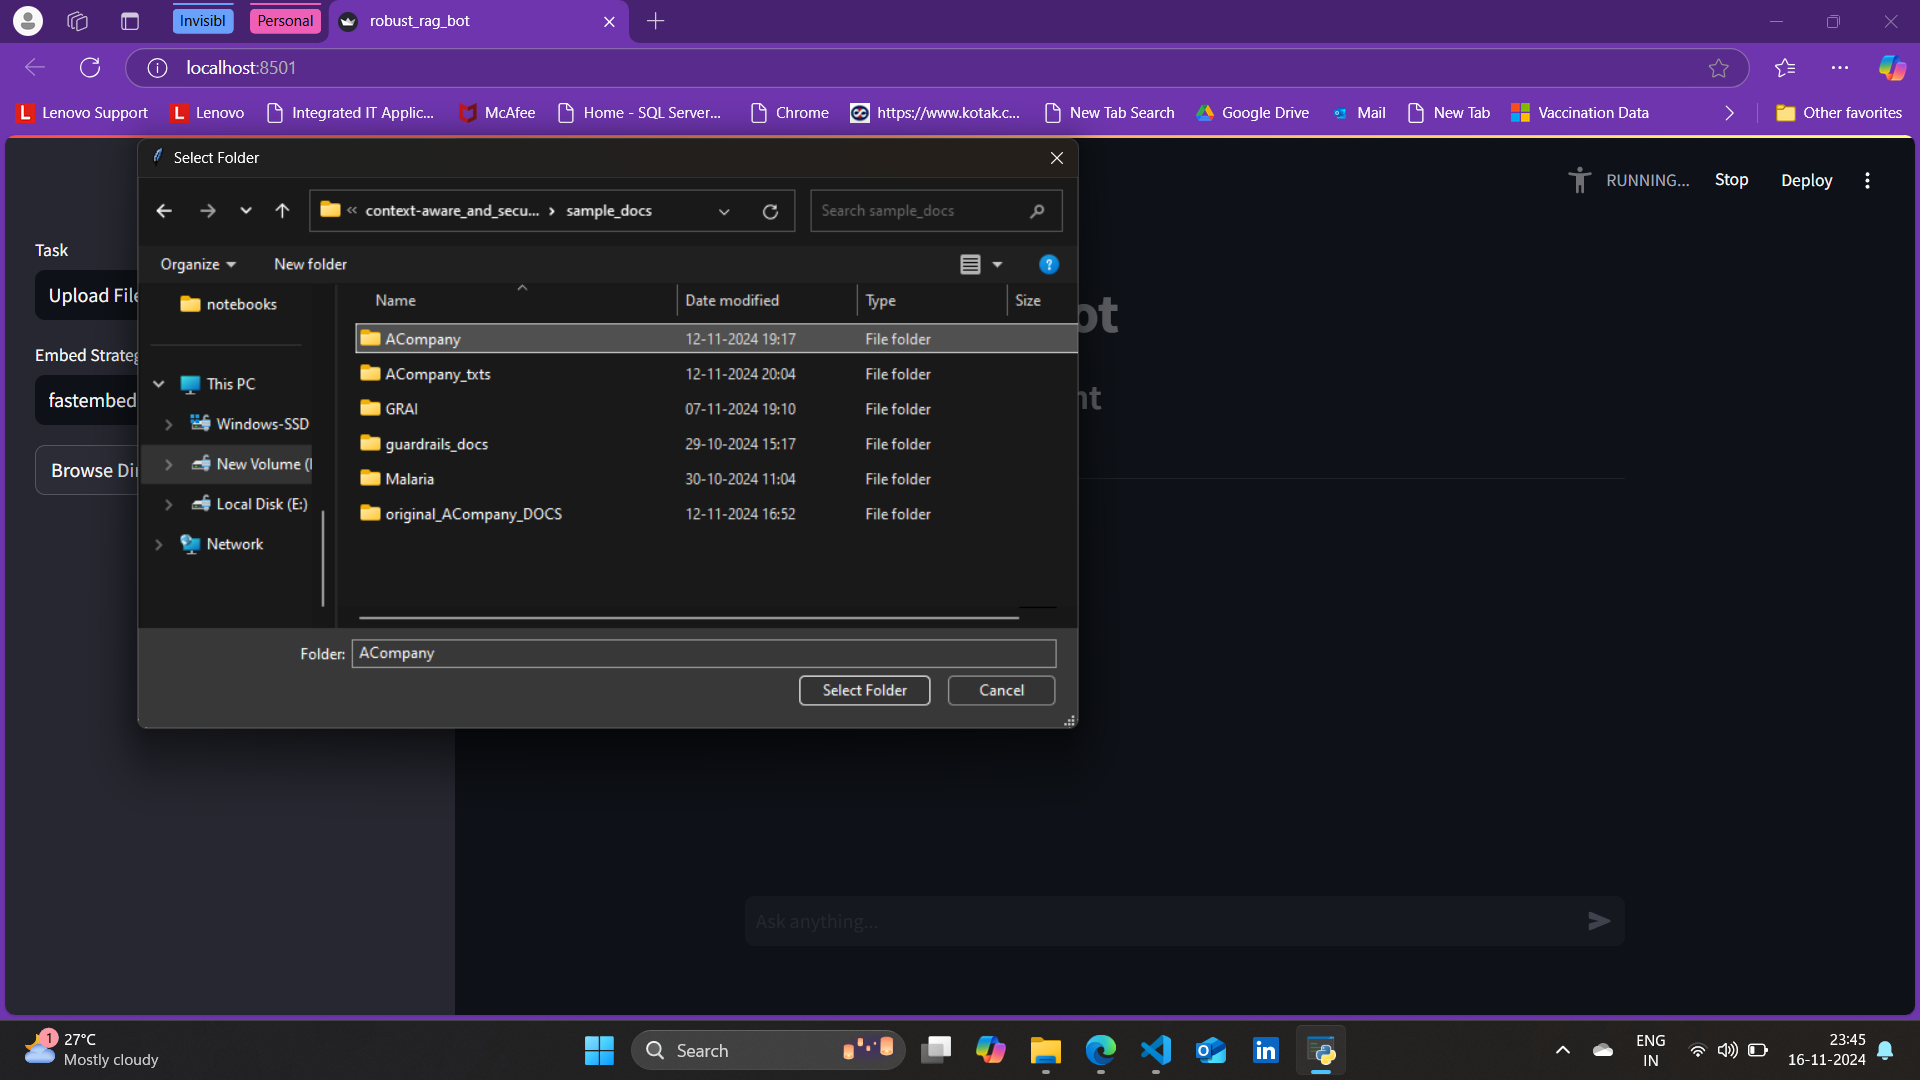 Invisibl
Personal
robust_rag_bot
localhost:8501
Lenovo Support
Lenovo
Integrated IT Applic...
McAfee
Home - SQL Server...
Chrome
https://www.kotak.c...
New Tab Search
Google Drive
Mail
New Tab
Vaccination Data
Other favorites
Select Folder
RUNNING...
Stop
Deploy
context-aware_and_secu...
sample_docs
Search sample_docs
Task
Organize
New folder
Upload File
notebooks
Name
Date modified
Type
Size
ot
ACompany
12-11-2024 19:17
File folder
Embed Strateg
ACompany_txts
12-11-2024 20:04
File folder
This PC
fastembed
GRAI
07-11-2024 19:10
File folder
nt
Windows-SSD
guardrails_docs
29-10-2024 15:17
File folder
Browse Dir
New Volume (
Malaria
30-10-2024 11:04
File folder
Local Disk (E:)
original_ACompany_DOCS
12-11-2024 16:52
File folder
Network
Folder:
ACompany
Select Folder
Cancel
Ask anything...
1
27°C
Mostly cloudy
Search
ENG
IN
23:45
16-11-2024